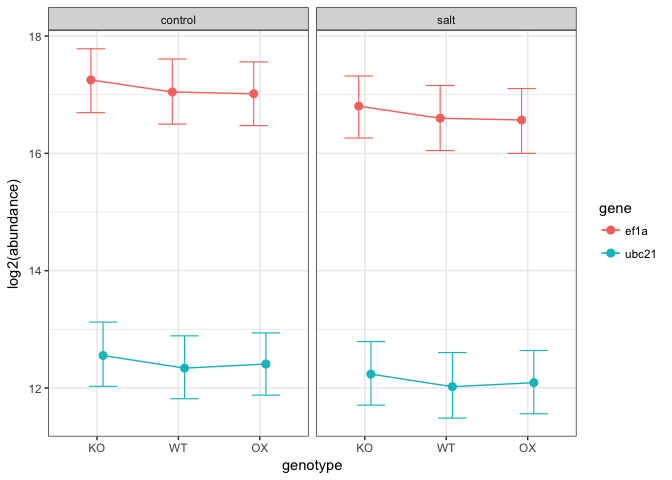 control salt
18
16
14
12
log2(abundance)
KO WT OX KO WT OX
genotype
gene
ef1a
ubc21